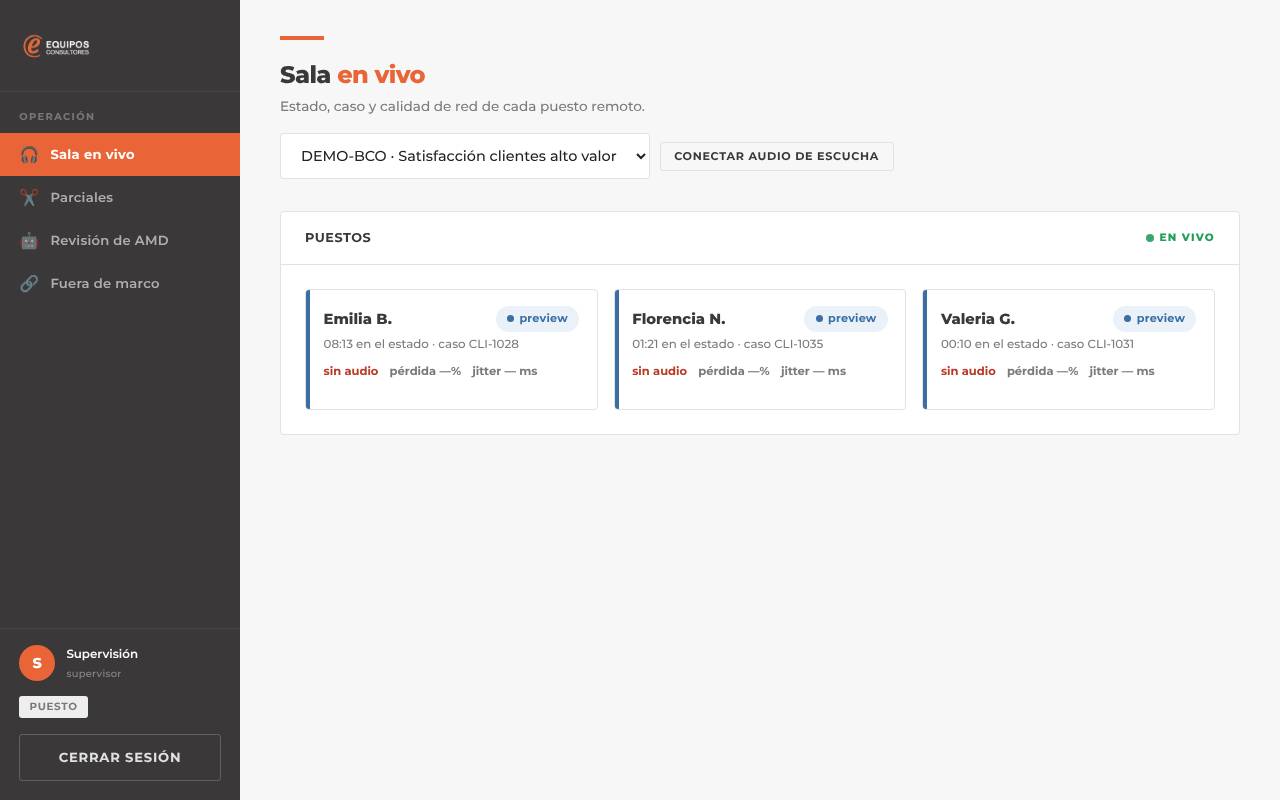 EQUIPOS
CONSULTORES
OPERACIÓN
Sala en vivo
Parciales
Revisión de AMD
Fuera de marco
S
Supervisión
supervisor
PUESTO
CERRAR SESIÓN
Sala en vivo
Estado, caso y calidad de red de cada puesto remoto.
DEMO-BCO · Satisfacción clientes alto valor
CONECTAR AUDIO DE ESCUCHA
PUESTOS
EN VIVO
Emilia B.
preview
08:13 en el estado · caso CLI-1028
sin audio pérdida —% jitter — ms
Florencia N.
preview
01:21 en el estado · caso CLI-1035
sin audio pérdida —% jitter — ms
Valeria G.
preview
00:10 en el estado · caso CLI-1031
sin audio pérdida —% jitter — ms